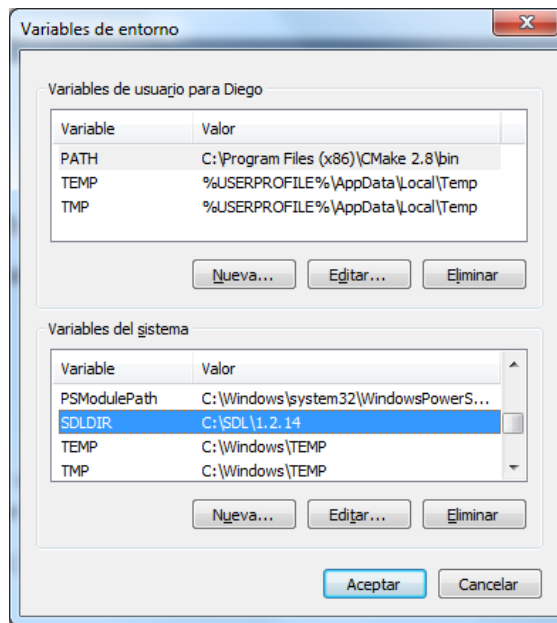 Variables de entorno
Variables de usuario para Diego
Variable Valor
PATH C:\Program Files (x86)\CMake 2.8\bin
TEMP %USERPROFILE%\AppData\Local\Temp
TMP %USERPROFILE%\AppData\Local\Temp
Nueva... Editar... Eliminar
Variables del sistema
Variable Valor
PSModulePath C:\Windows\system32\WindowsPowerS...
SDLDIR C:\SDL\1.2.14
TEMP C:\Windows\TEMP
TMP C:\Windows\TEMP
Nueva... Editar... Eliminar
Aceptar Cancelar